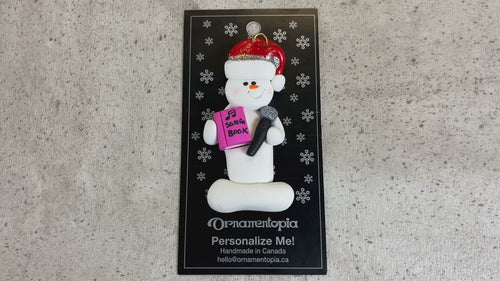 SONG
BOOK
Ornamentopia
Personalize Me!
Handmade in Canada
hello@ornamentopia.ca